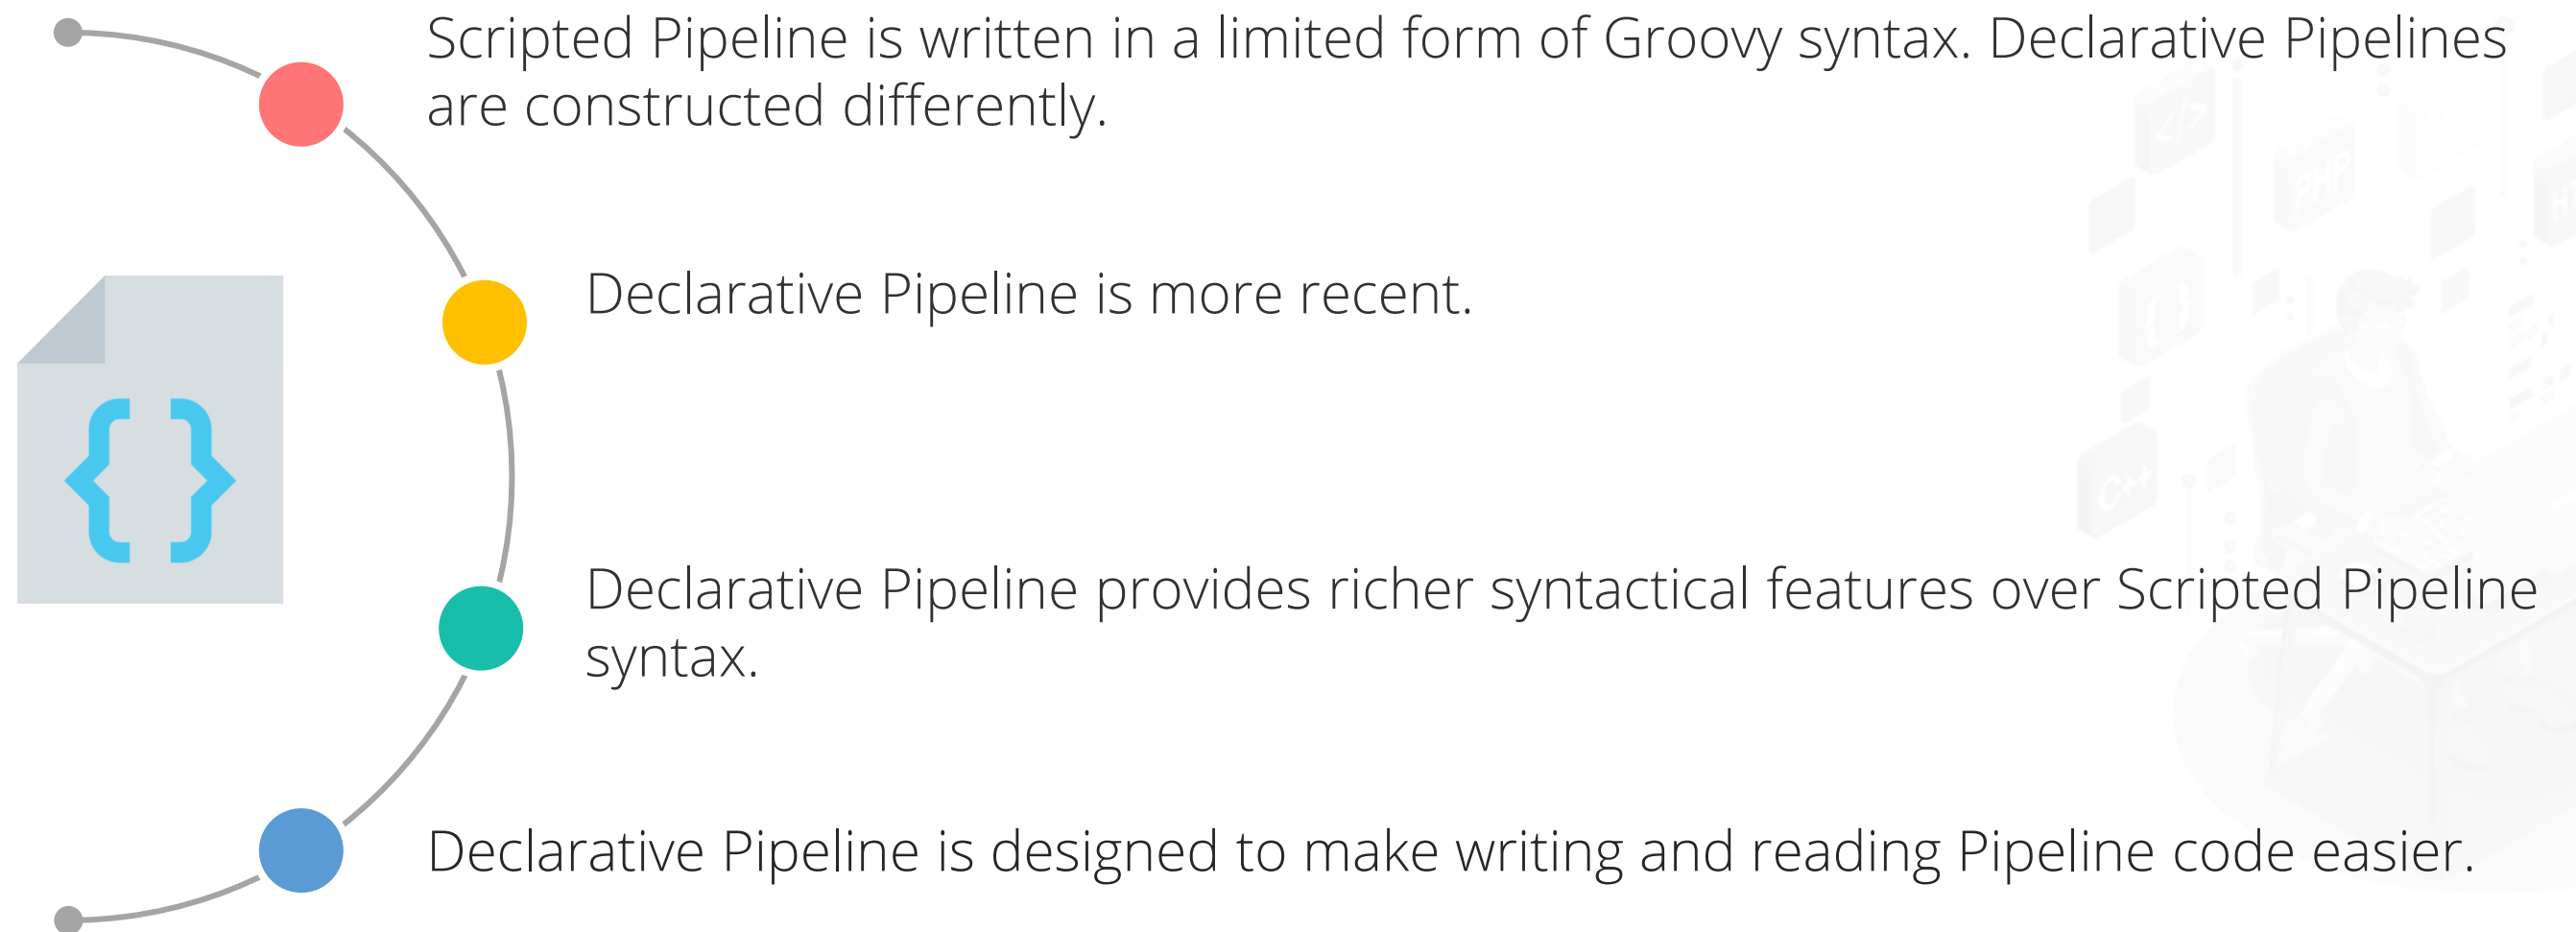 Scripted Pipeline is written in a limited form of Groovy syntax. Declarative Pipelines
are constructed differently.
</>
PHP
Declarative Pipeline is more recent.
{ }
{ }
C++
Declarative Pipeline provides richer syntactical features over Scripted Pipeline
syntax.
Declarative Pipeline is designed to make writing and reading Pipeline code easier.